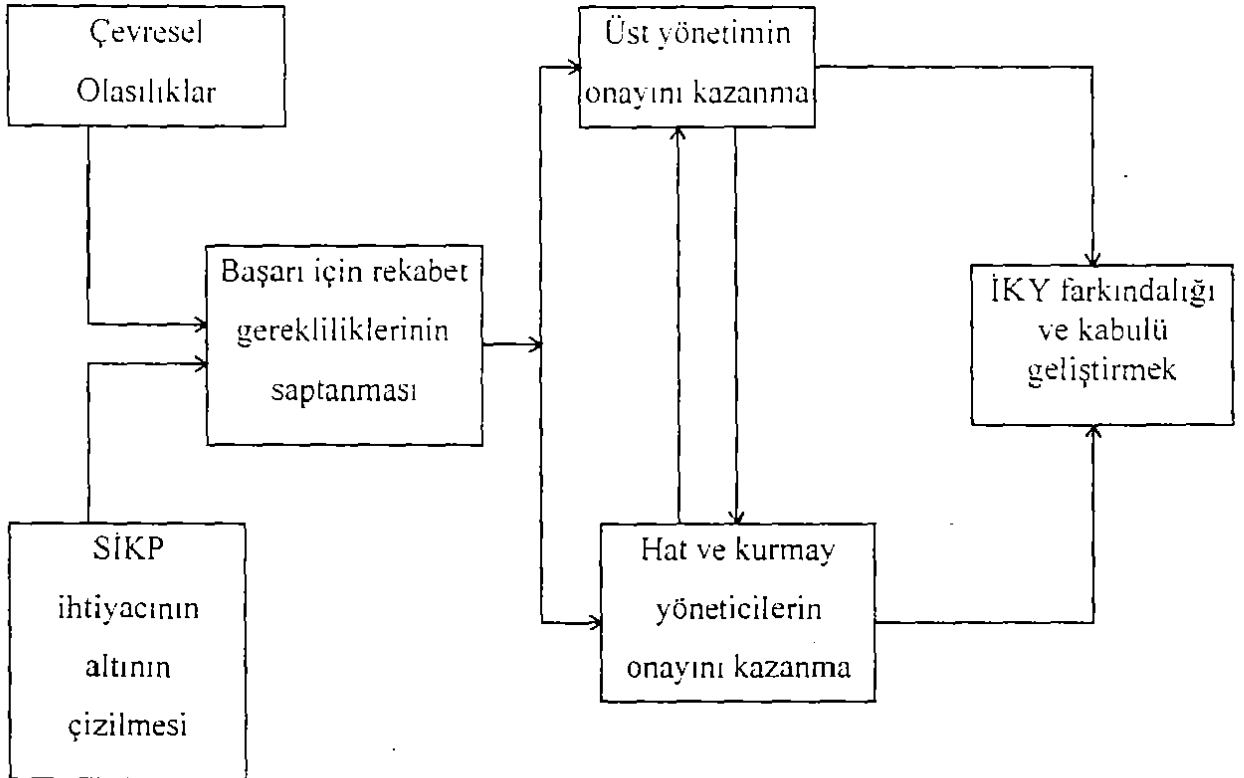 Çevresel
Olasılıklar
Üst yönetimin
onayını kazanma
Başarı için rekabet
gerekliliklerinin
saptanması
İKY farkındalığı
ve kabulü
geliştirmek
SİKP
ihtiyacının
altının
çizilmesi
Hat ve kurmay
yöneticilerin
onayını kazanma